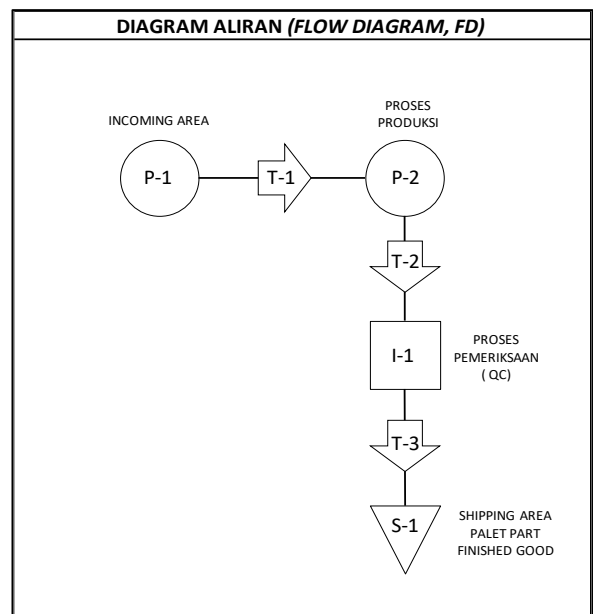 DIAGRAM ALIRAN (FLOW DIAGRAM, FD)
INCOMING AREA
PROSES
PRODUKSI
P-1
T-1
P-2
T-2
I-1
PROSES
PEMERIKSAAN
( QC)
T-3
S-1
SHIPPING AREA
PALET PART
FINISHED GOOD